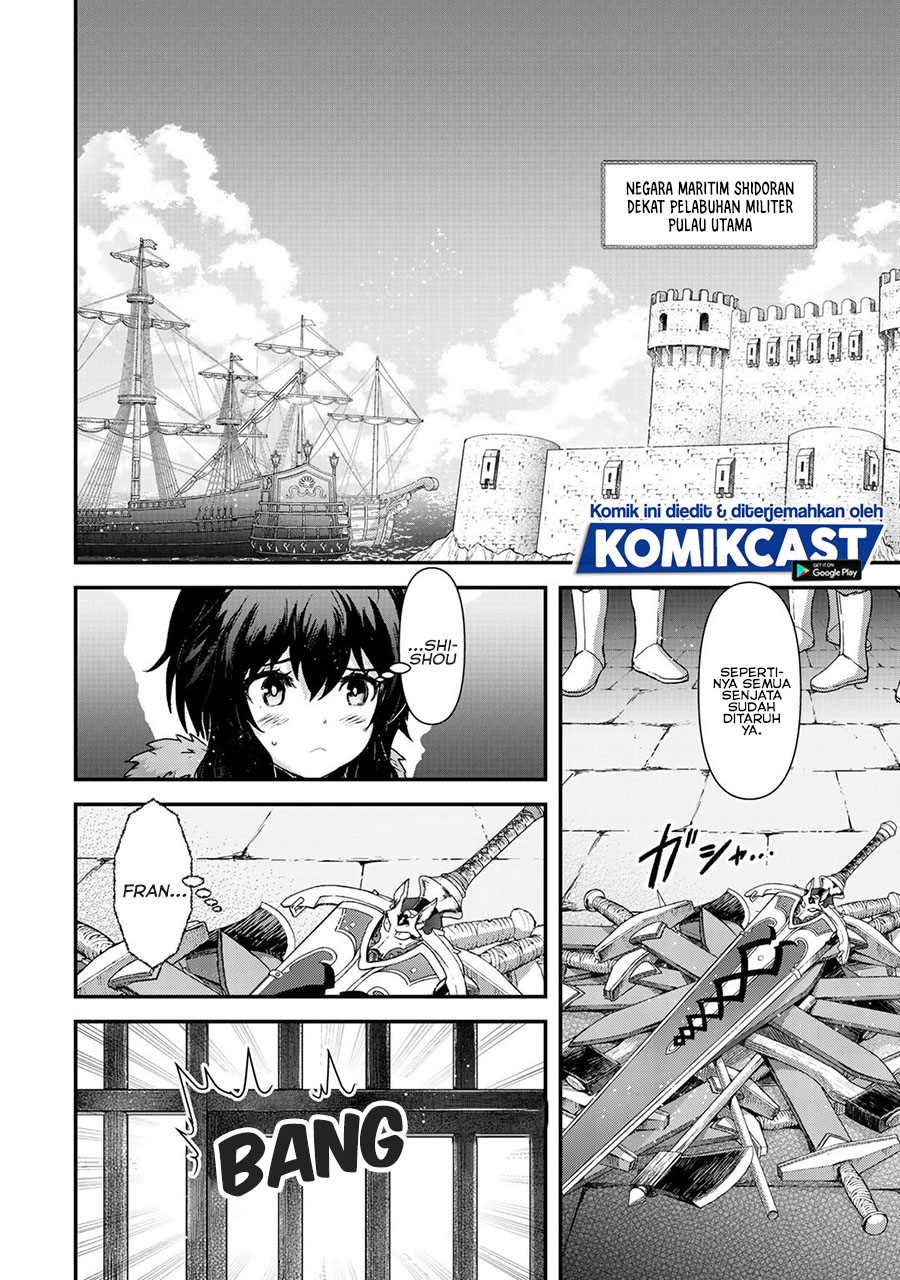 NEGARA MARITIM SHIDORAN
DEKAT PELABUHAN MILITER
PULAU UTAMA
Komik ini diedit & diterjemahkan oleh
KOMIKCAST
GET IT ON
Google Play
SEPERTI-
NYA SEMUA
SENJATA
SUDAH
DITARUH
YA.
ガシャ...
...SHI-
SHOU
FRAN...
BANG